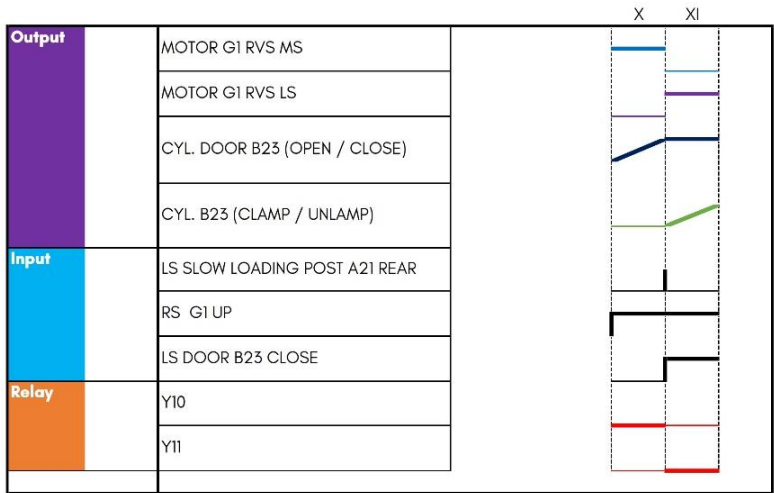 X XI
Output
MOTOR G1 RVS MS
MOTOR G1 RVS LS
CYL. DOOR B23 (OPEN / CLOSE)
CYL. B23 (CLAMP / UNLAMP)
Input
LS SLOW LOADING POST A21 REAR
RS G1 UP
LS DOOR B23 CLOSE
Relay
Y10
Y11